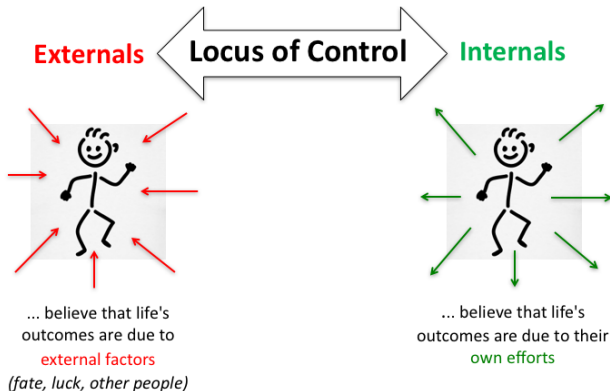 Locus of Control
Externals
Internals
... believe that life's
outcomes are due to
external factors
(fate, luck, other people)
... believe that life's
outcomes are due to their
own efforts